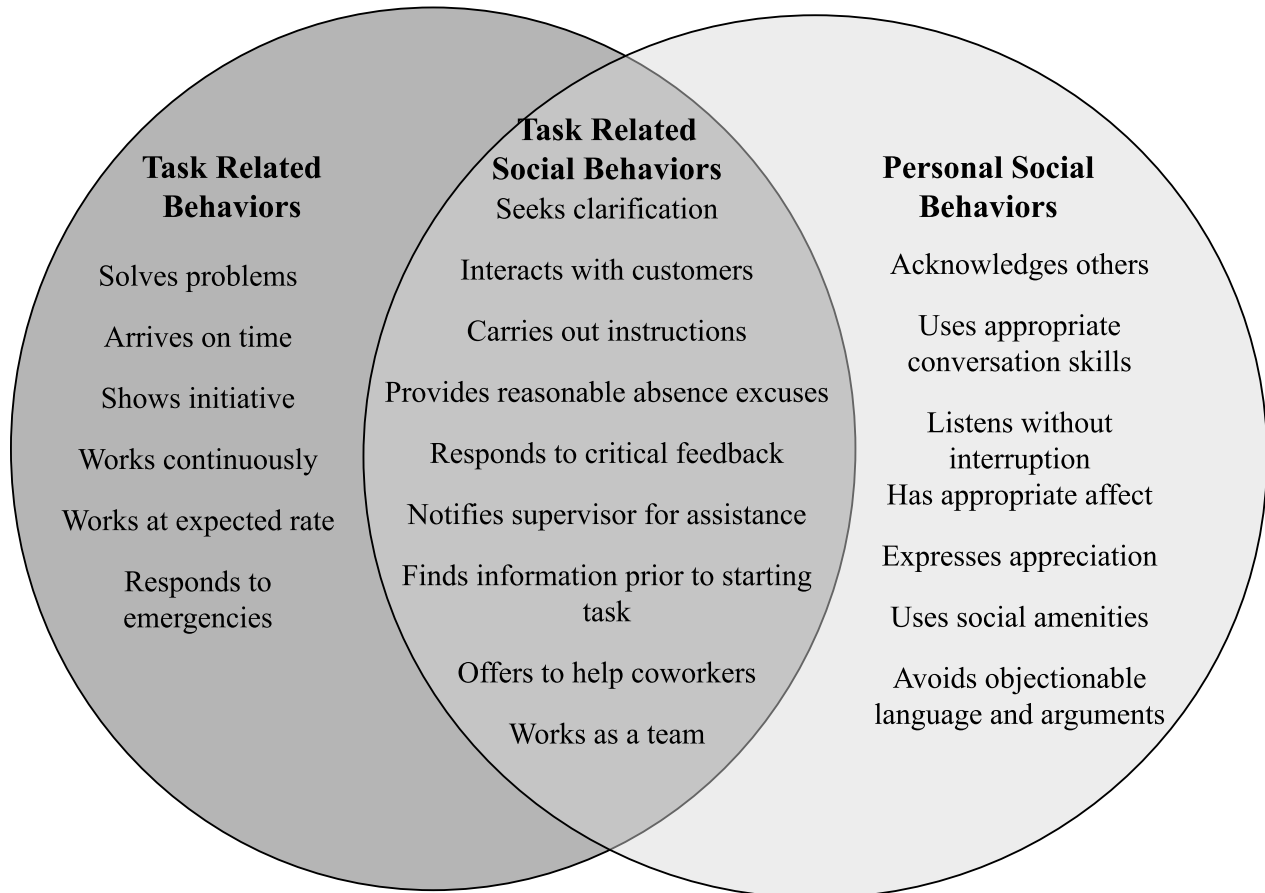 Task Related
Behaviors
Solves problems
Arrives on time
Shows initiative
Works continuously
Works at expected rate
Responds to
emergencies
Task Related
Social Behaviors
Seeks clarification
Interacts with customers
Carries out instructions
Provides reasonable absence excuses
Responds to critical feedback
Notifies supervisor for assistance
Finds information prior to starting
task
Offers to help coworkers
Works as a team
Personal Social
Behaviors
Acknowledges others
Uses appropriate
conversation skills
Listens without
interruption
Has appropriate affect
Expresses appreciation
Uses social amenities
Avoids objectionable
language and arguments